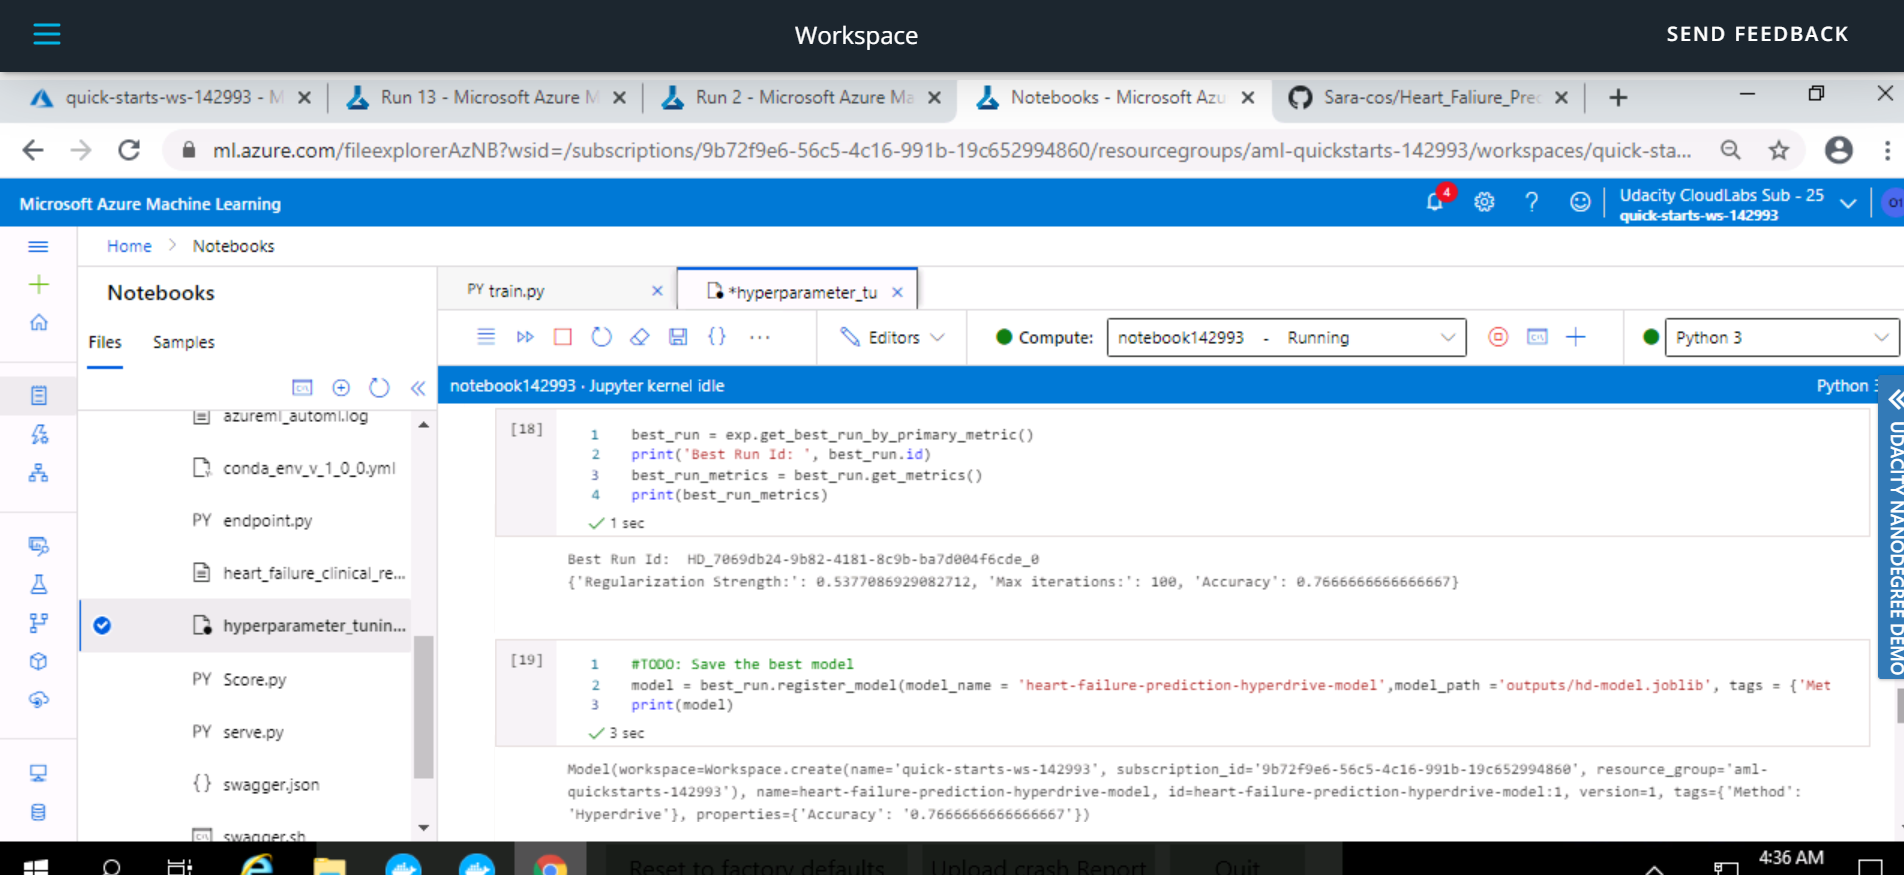 Workspace
SEND FEEDBACK
quick-starts-ws-142993 - M
Run 13 - Microsoft Azure M
Run 2 - Microsoft Azure Ma
Notebooks - Microsoft Azu
Sara-cos/Heart_Faliure_Prec
ml.azure.com/fileexplorerAzNB?wsid=/subscriptions/9b72f9e6-56c5-4c16-991b-19c652994860/resourcegroups/aml-quickstarts-142993/workspaces/quick-sta...
Microsoft Azure Machine Learning
4
Udacity CloudLabs Sub - 25
quick-starts-ws-142993
Home > Notebooks
Notebooks
Files
Samples
PY train.py
*hyperparameter_tu
Editors
Compute:
notebook142993 - Running
Python 3
notebook142993 · Jupyter kernel idle
Python 3
azureml_automl.log
conda_env_v_1_0_0.yml
PY endpoint.py
heart_failure_clinical_re...
hyperparameter_tunin...
PY Score.py
PY serve.py
{} swagger.json
swagger.sh
[18]
1 best_run = exp.get_best_run_by_primary_metric()
2 print('Best Run Id: ', best_run.id)
3 best_run_metrics = best_run.get_metrics()
4 print(best_run_metrics)
1 sec
Best Run Id:  HD_7069db24-9b82-4181-8c9b-ba7d004f6cde_0
{'Regularization Strength:': 0.5377086929082712, 'Max iterations:': 100, 'Accuracy': 0.7666666666666667}
[19]
1 #TODO: Save the best model
2 model = best_run.register_model(model_name = 'heart-failure-prediction-hyperdrive-model',model_path ='outputs/hd-model.joblib', tags = {'Met
3 print(model)
3 sec
Model(workspace=Workspace.create(name='quick-starts-ws-142993', subscription_id='9b72f9e6-56c5-4c16-991b-19c652994860', resource_group='aml-
quickstarts-142993'), name=heart-failure-prediction-hyperdrive-model, id=heart-failure-prediction-hyperdrive-model:1, version=1, tags={'Method':
'Hyperdrive'}, properties={'Accuracy': '0.7666666666666667'})
UDACITY NANODEGREE DEMO
Reset to factory defaults
Upload crash Report
Quit
4:36 AM